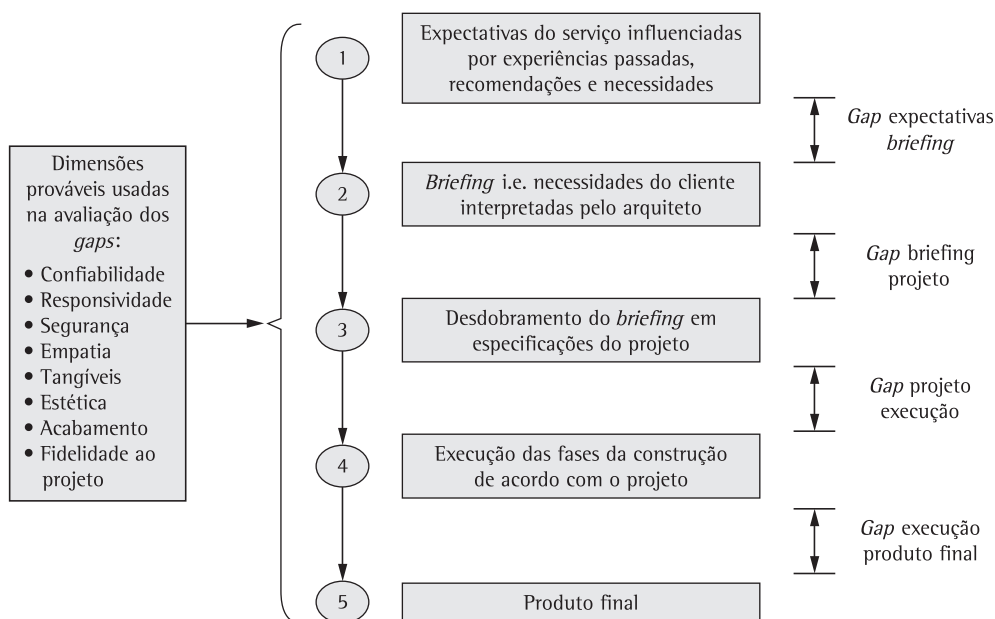 Dimensões
prováveis usadas
na avaliação dos
gaps:
• Confiabilidade
• Responsividade
• Segurança
• Empatia
• Tangíveis
• Estética
• Acabamento
• Fidelidade ao
projeto
1
Expectativas do serviço influenciadas
por experiências passadas,
recomendações e necessidades
Gap expectativas
briefing
2
Briefing i.e. necessidades do cliente
interpretadas pelo arquiteto
Gap briefing
projeto
3
Desdobramento do briefing em
especificações do projeto
Gap projeto
execução
4
Execução das fases da construção
de acordo com o projeto
Gap execução
produto final
5
Produto final